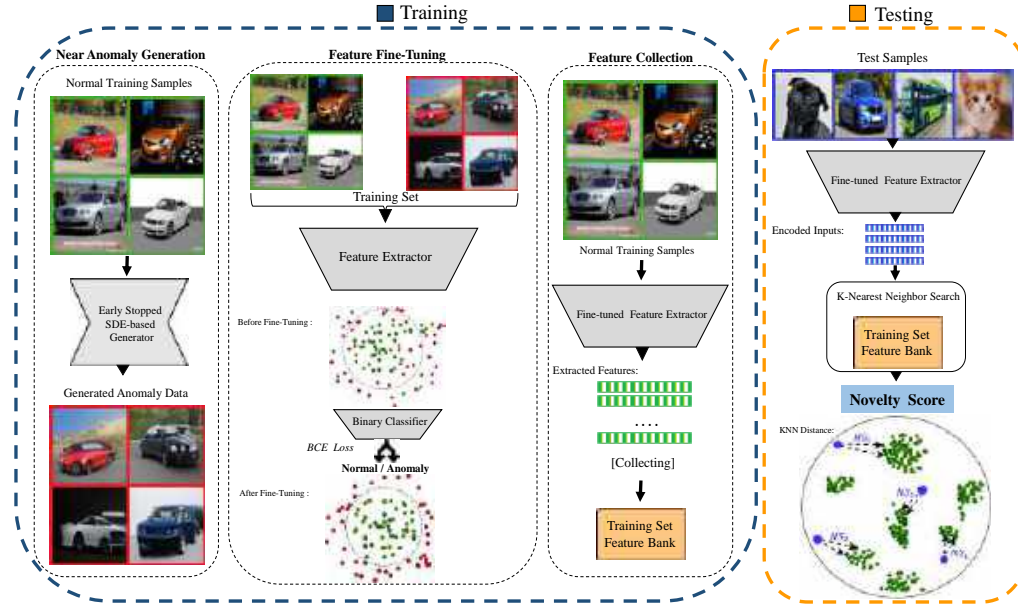 Training
Testing
Near Anomaly Generation
Normal Training Samples
Early Stopped
SDE-based
Generator
Generated Anomaly Data
Feature Fine-Tuning
Training Set
Feature Extractor
Before Fine-Tuning :
Binary Classifier
BCE Loss
Normal / Anomaly
After Fine-Tuning :
Feature Collection
Normal Training Samples
Fine-tuned Feature Extractor
Extracted Features:
....
[Collecting]
Training Set
Feature Bank
Test Samples
Fine-tuned Feature Extractor
Encoded Inputs:
K-Nearest Neighbor Search
Training Set
Feature Bank
Novelty Score
KNN Distance: